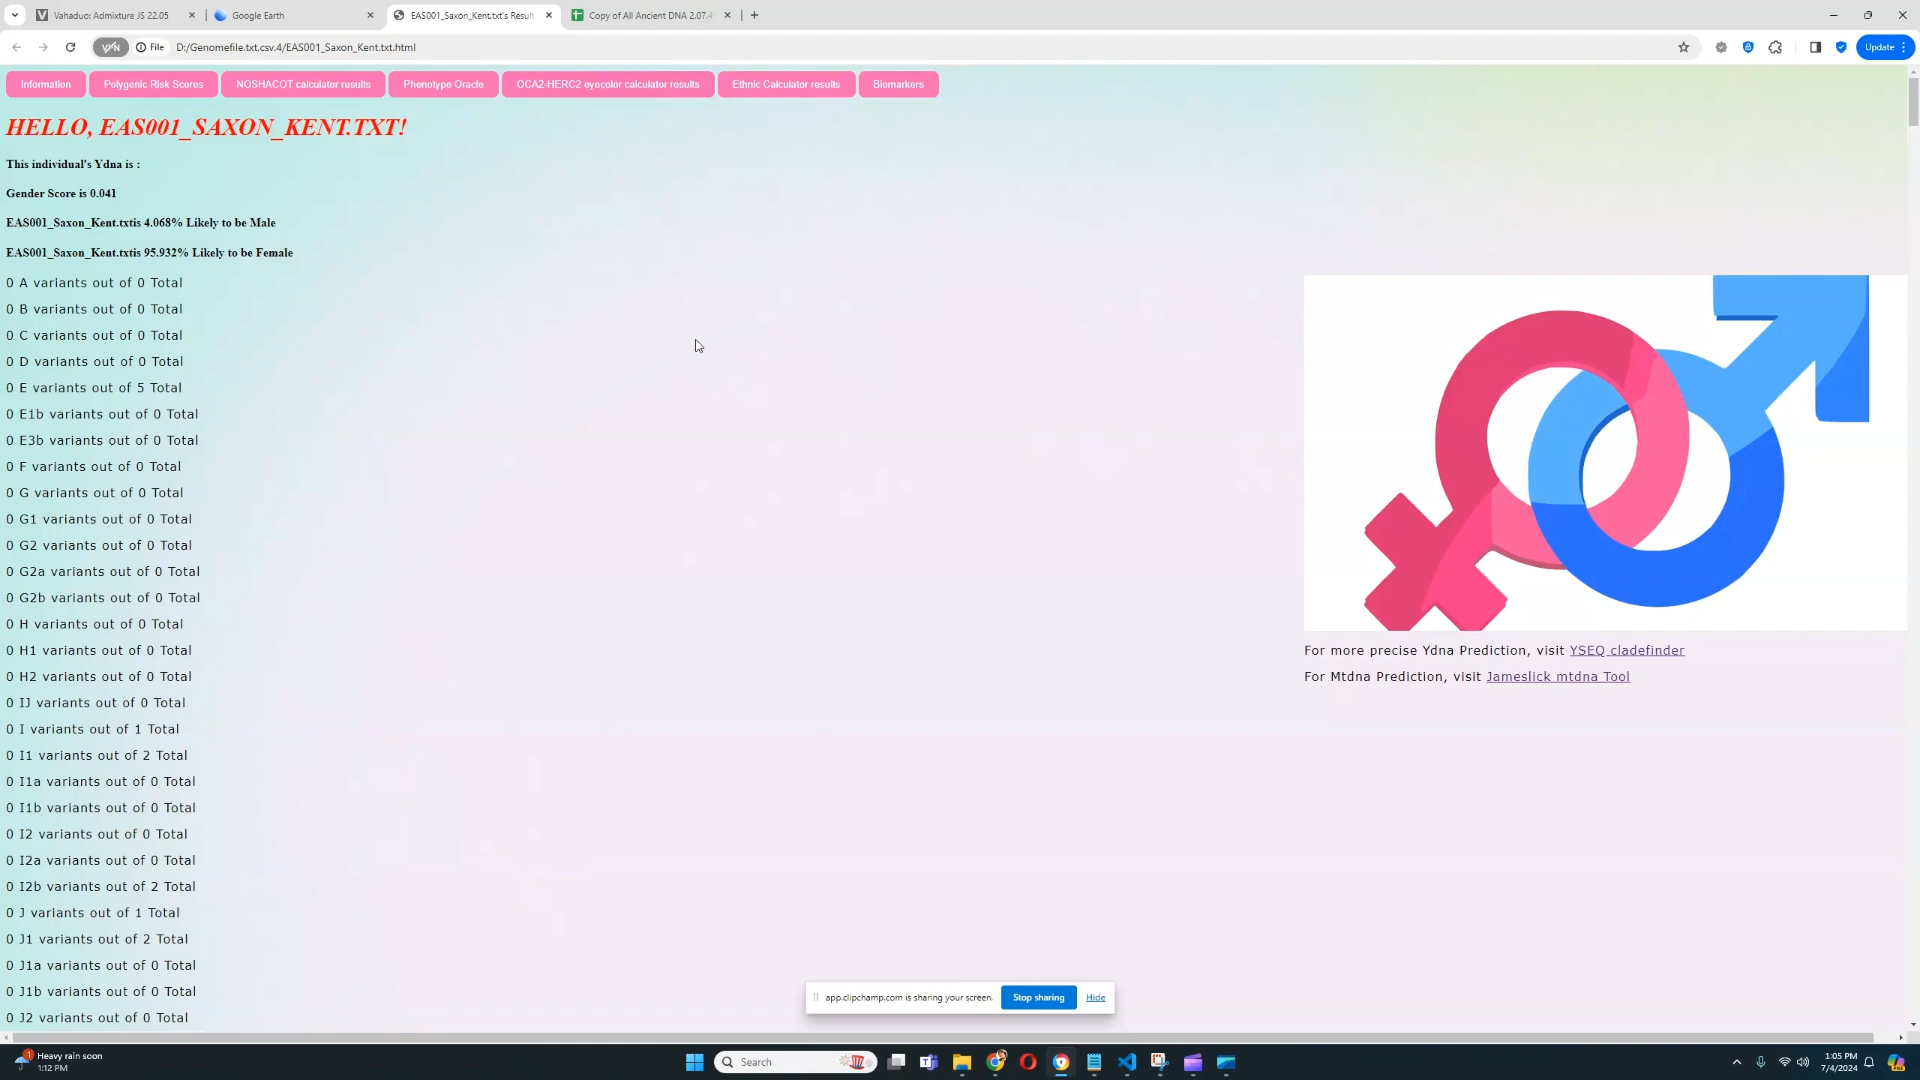 Vahaduo: Admixture JS 22.05
Google Earth
EAS001_Saxon_Kent.txt's Result
Copy of All Ancient DNA 2.07.4
VPN
File
D:/Genomefile.txt.csv.4/EAS001_Saxon_Kent.txt.html
Update
Information
Polygenic Risk Scores
NOSHACOT calculator results
Phenotype Oracle
OCA2-HERC2 eyecolor calculator results
Ethnic Calculator results
Biomarkers
HELLO, EAS001_SAXON_KENT.TXT!
This individual's Ydna is :
Gender Score is 0.041
EAS001_Saxon_Kent.txtis 4.068% Likely to be Male
EAS001_Saxon_Kent.txtis 95.932% Likely to be Female
0 A variants out of 0 Total
0 B variants out of 0 Total
0 C variants out of 0 Total
0 D variants out of 0 Total
0 E variants out of 5 Total
0 E1b variants out of 0 Total
0 E3b variants out of 0 Total
0 F variants out of 0 Total
0 G variants out of 0 Total
0 G1 variants out of 0 Total
0 G2 variants out of 0 Total
0 G2a variants out of 0 Total
0 G2b variants out of 0 Total
0 H variants out of 0 Total
0 H1 variants out of 0 Total
0 H2 variants out of 0 Total
0 IJ variants out of 0 Total
0 I variants out of 1 Total
0 I1 variants out of 2 Total
0 I1a variants out of 0 Total
0 I1b variants out of 0 Total
0 I2 variants out of 0 Total
0 I2a variants out of 0 Total
0 I2b variants out of 2 Total
0 J variants out of 1 Total
0 J1 variants out of 2 Total
0 J1a variants out of 0 Total
0 J1b variants out of 0 Total
0 J2 variants out of 0 Total
For more precise Ydna Prediction, visit YSEQ cladefinder
For Mtdna Prediction, visit Jameslick mtdna Tool
app.clipchamp.com is sharing your screen.
Stop sharing
Hide
1
Heavy rain soon
1:12 PM
Search
1:05 PM
7/4/2024